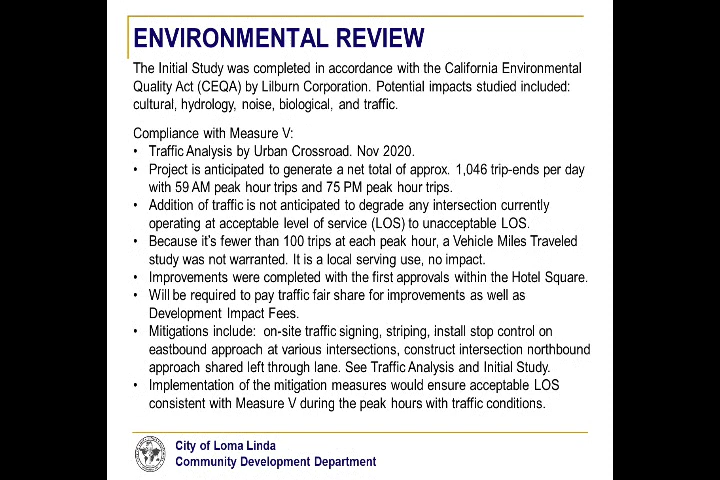 ENVIRONMENTAL REVIEW
The Initial Study was completed in accordance with the California Environmental
Quality Act (CEQA) by Lilburn Corporation. Potential impacts studied included:
cultural, hydrology, noise, biological, and traffic.
Compliance with Measure V:
• Traffic Analysis by Urban Crossroad. Nov 2020.
• Project is anticipated to generate a net total of approx. 1,046 trip-ends per day
with 59 AM peak hour trips and 75 PM peak hour trips.
• Addition of traffic is not anticipated to degrade any intersection currently
operating at acceptable level of service (LOS) to unacceptable LOS.
• Because it's fewer than 100 trips at each peak hour, a Vehicle Miles Traveled
study was not warranted. It is a local serving use, no impact.
• Improvements were completed with the first approvals within the Hotel Square.
• Will be required to pay traffic fair share for improvements as well as
Development Impact Fees.
• Mitigations include: on-site traffic signing, striping, install stop control on
eastbound approach at various intersections, construct intersection northbound
approach shared left through lane. See Traffic Analysis and Initial Study.
• Implementation of the mitigation measures would ensure acceptable LOS
consistent with Measure V during the peak hours with traffic conditions.
City of Loma Linda
Community Development Department